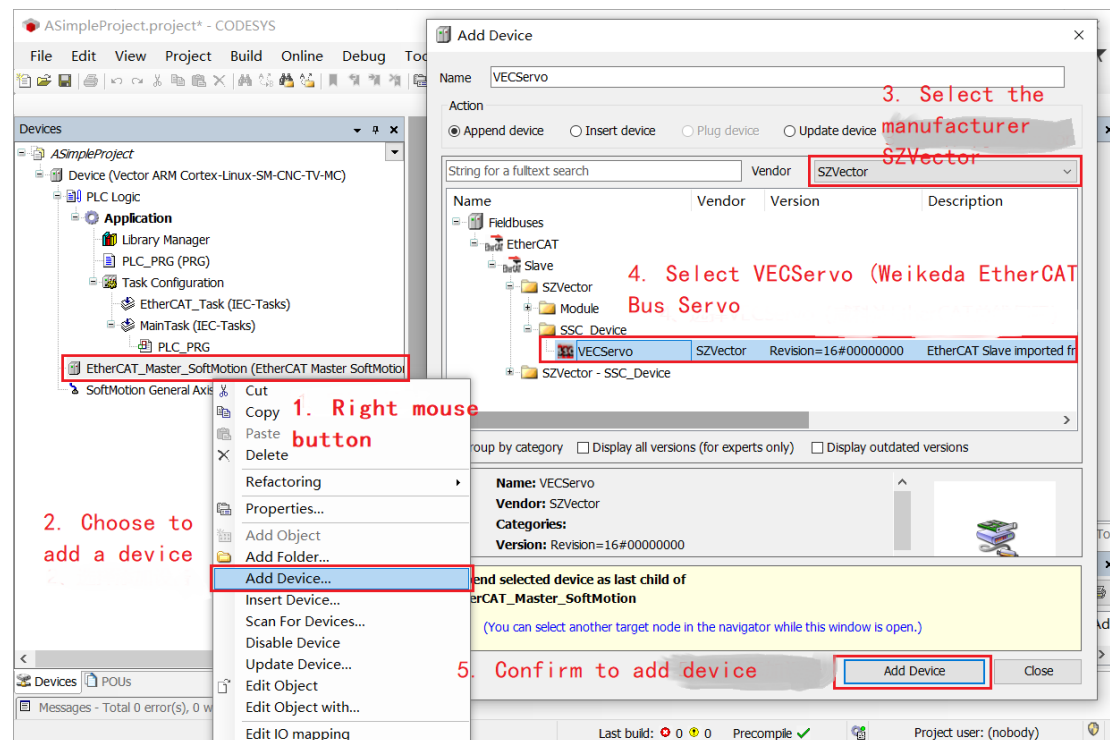 ASimpleProject.project* - CODESYS
File Edit View Project Build Online Debug
Devices
ASimpleProject
Device (Vector ARM Cortex-Linux-SM-CNC-TV-MC)
PLC Logic
Application
Library Manager
PLC_PRG (PRG)
Task Configuration
EtherCAT_Task (IEC-Tasks)
MainTask (IEC-Tasks)
PLC_PRG
EtherCAT_Master_SoftMotion (EtherCAT Master SoftMotion
SoftMotion General Axis
1. Right mouse
button
2. Choose to
add a device
Cut
Copy
Paste
Delete
Refactoring
Properties...
Add Object
Add Folder...
Add Device...
Insert Device...
Scan For Devices...
Disable Device
Update Device...
Edit Object
Edit Object with...
Edit IO mapping
Devices POUs
Messages - Total 0 error(s), 0 w
Add Device
Name VECServo
Action
Append device Insert device Plug device Update device
3. Select the
manufacturer
SZVector
String for a fulltext search Vendor SZVector
Name Vendor Version Description
Fieldbuses
EtherCAT
Slave
SZVector
Module
SSC_Device
VECServo SZVector Revision=16#00000000 EtherCAT Slave imported fr
SZVector - SSC_Device
4. Select VECServo (Weikeda EtherCAT
Bus Servo
roup by category Display all versions (for experts only) Display outdated versions
Name: VECServo
Vendor: SZVector
Categories:
Version: Revision=16#00000000
end selected device as last child of
erCAT_Master_SoftMotion
(You can select another target node in the navigator while this window is open.)
5. Confirm to add device
Add Device Close
Last build: 0 0 Precompile Project user: (nobody)